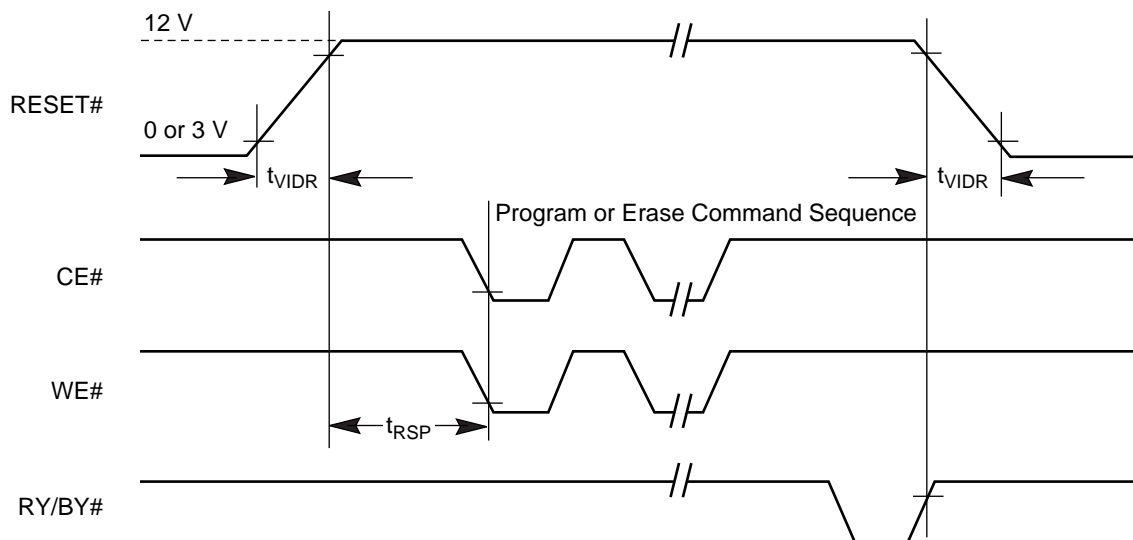 12 V
RESET#
0 or 3 V
tVIDR
tVIDR
Program or Erase Command Sequence
CE#
WE#
tRSP
RY/BY#